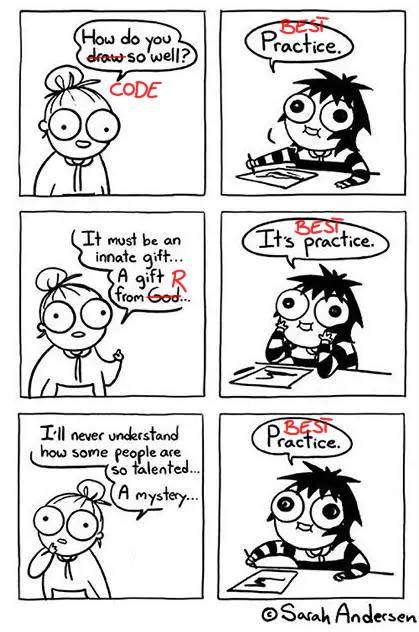 How do you
draw so well?
CODE
BEST
Practice.
It must be an
innate gift...
A gift R
from God...
BEST
It's practice.
I'll never understand
how some people are
so talented...
A mystery...
BEST
Practice.
© Sarah Andersen